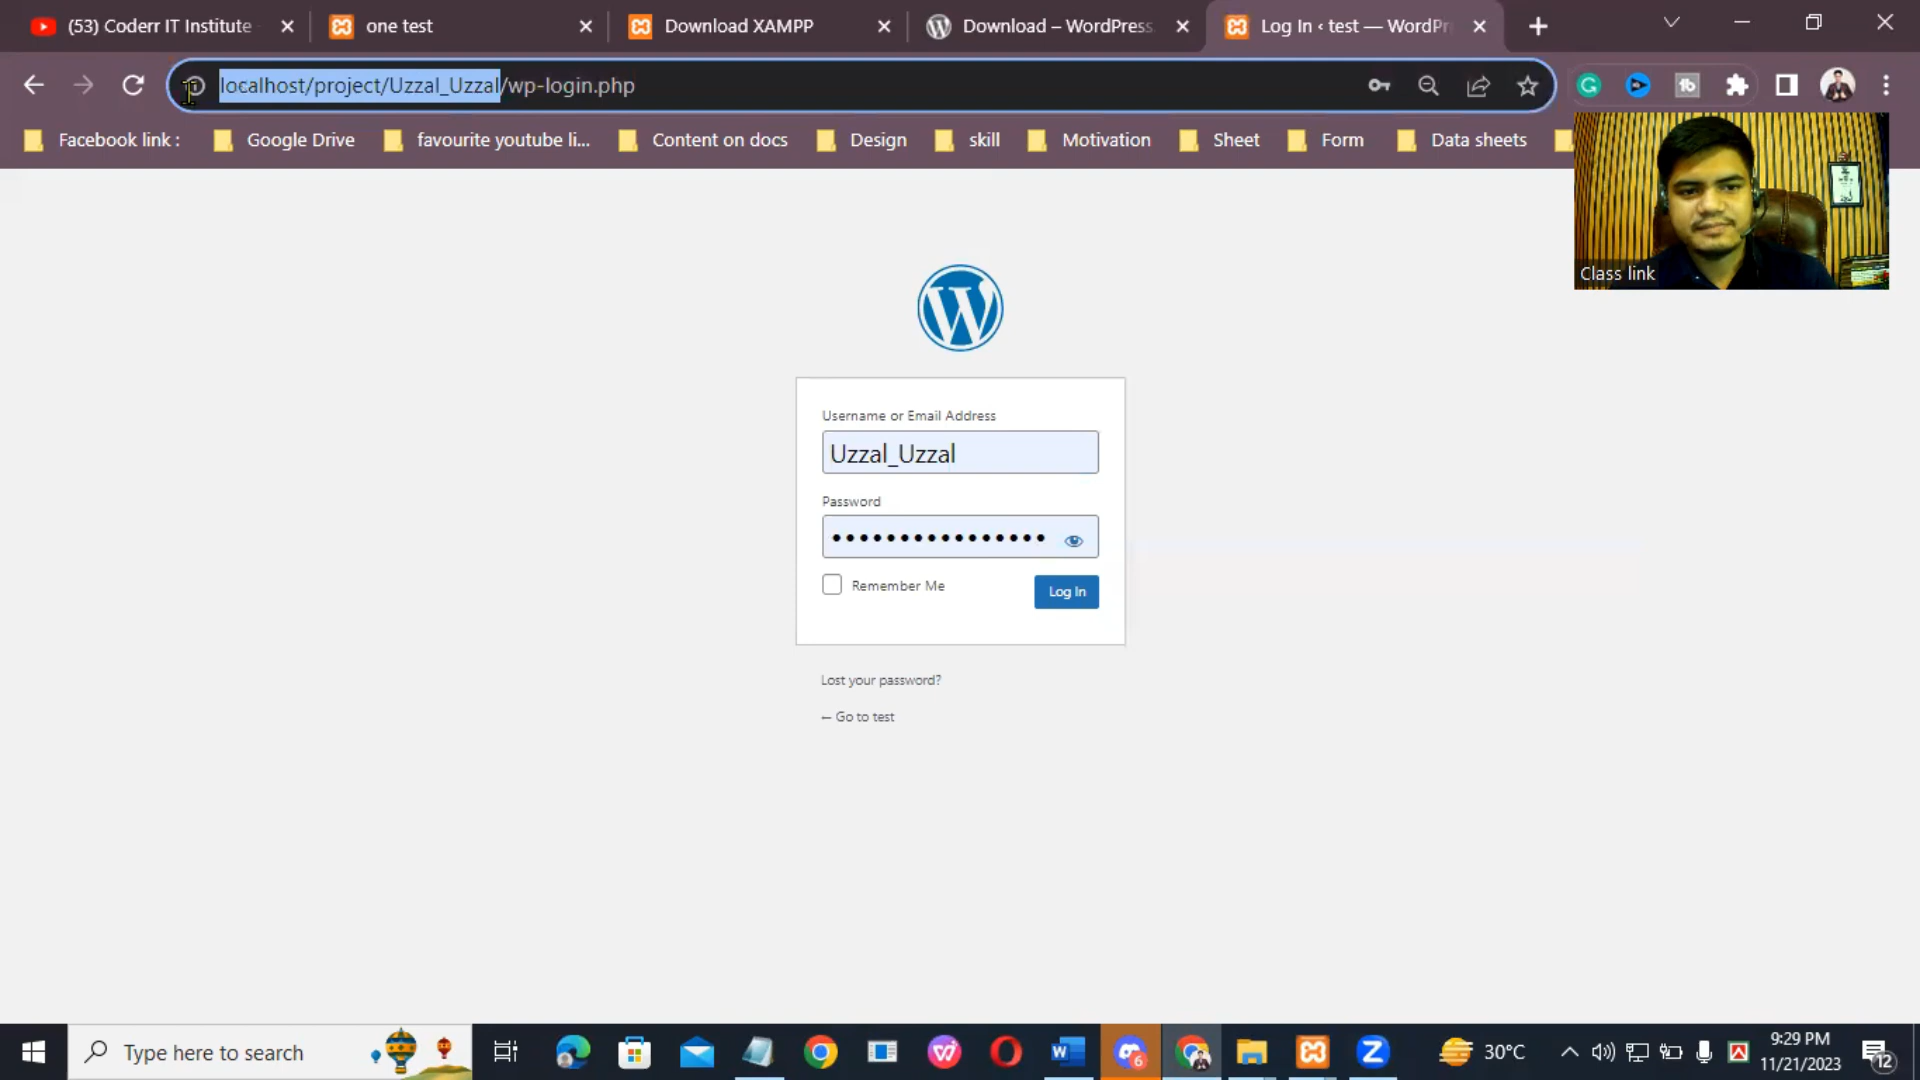 (53) Coderr IT Institute
one test
Download XAMPP
Download – WordPress.
Log In ‹ test — WordPr
localhost/project/Uzzal_Uzzal/wp-login.php
Facebook link :
Google Drive
favourite youtube li...
Content on docs
Design
skill
Motivation
Sheet
Form
Data sheets
Class link
Username or Email Address
Uzzal_Uzzal
Password
Remember Me
Log In
Lost your password?
← Go to test
Type here to search
6
30°C
9:29 PM
11/21/2023
12